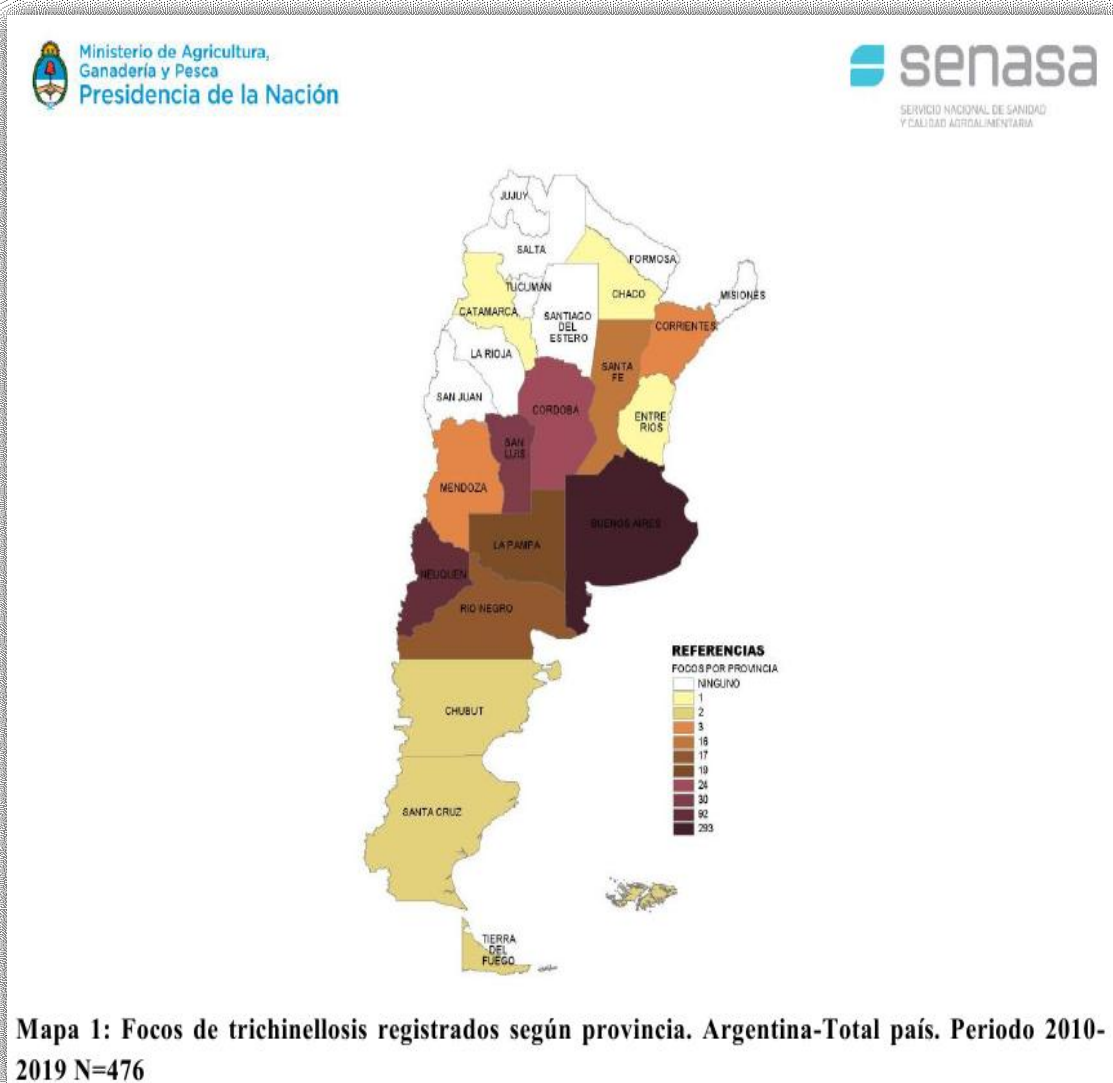 Ministerio de Agricultura,
Ganadería y Pesca
Presidencia de la Nación
senasa
SERVICIO NACIONAL DE SANIDAD
Y CALIDAD AGROALIMENTARIA
JUJUY
SALTA
FORMOSA
TUCUMAN
CHACO
MISIONES
CATAMARCA
SANTIAGO
DEL
ESTERO
CORRIENTES
LA RIOJA
SANTA
FE
SAN JUAN
CORDOBA
ENTRE
RIOS
SAN
LUIS
MENDOZA
BUENOS AIRES
LA PAMPA
NEUQUEN
RIO NEGRO
REFERENCIAS
FOCOS POR PROVINCIA
NINGUNO
1
2
3
16
17
19
24
30
92
293
CHUBUT
SANTA CRUZ
TIERRA
DEL
FUEGO
Mapa 1: Focos de trichinellosis registrados según provincia. Argentina-Total país. Periodo 2010-
2019 N=476